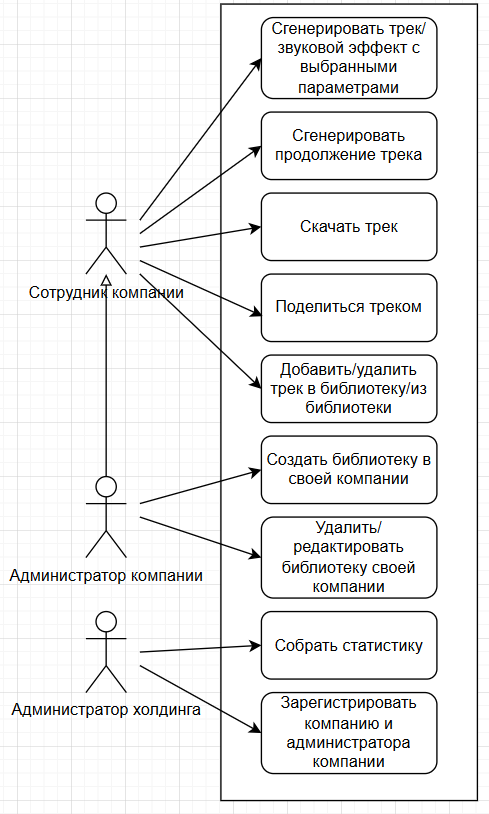 Сгенерировать трек/
звуковой эффект с
выбранными
параметрами
Сгенерировать
продолжение трека
Скачать трек
Сотрудник компании
Поделиться треком
Добавить/удалить
трек в библиотеку/из
библиотеки
Создать библиотеку в
своей компании
Удалить/
редактировать
библиотеку своей
компании
Администратор компании
Собрать статистику
Администратор холдинга
Зарегистрировать
компанию и
администратора
компании